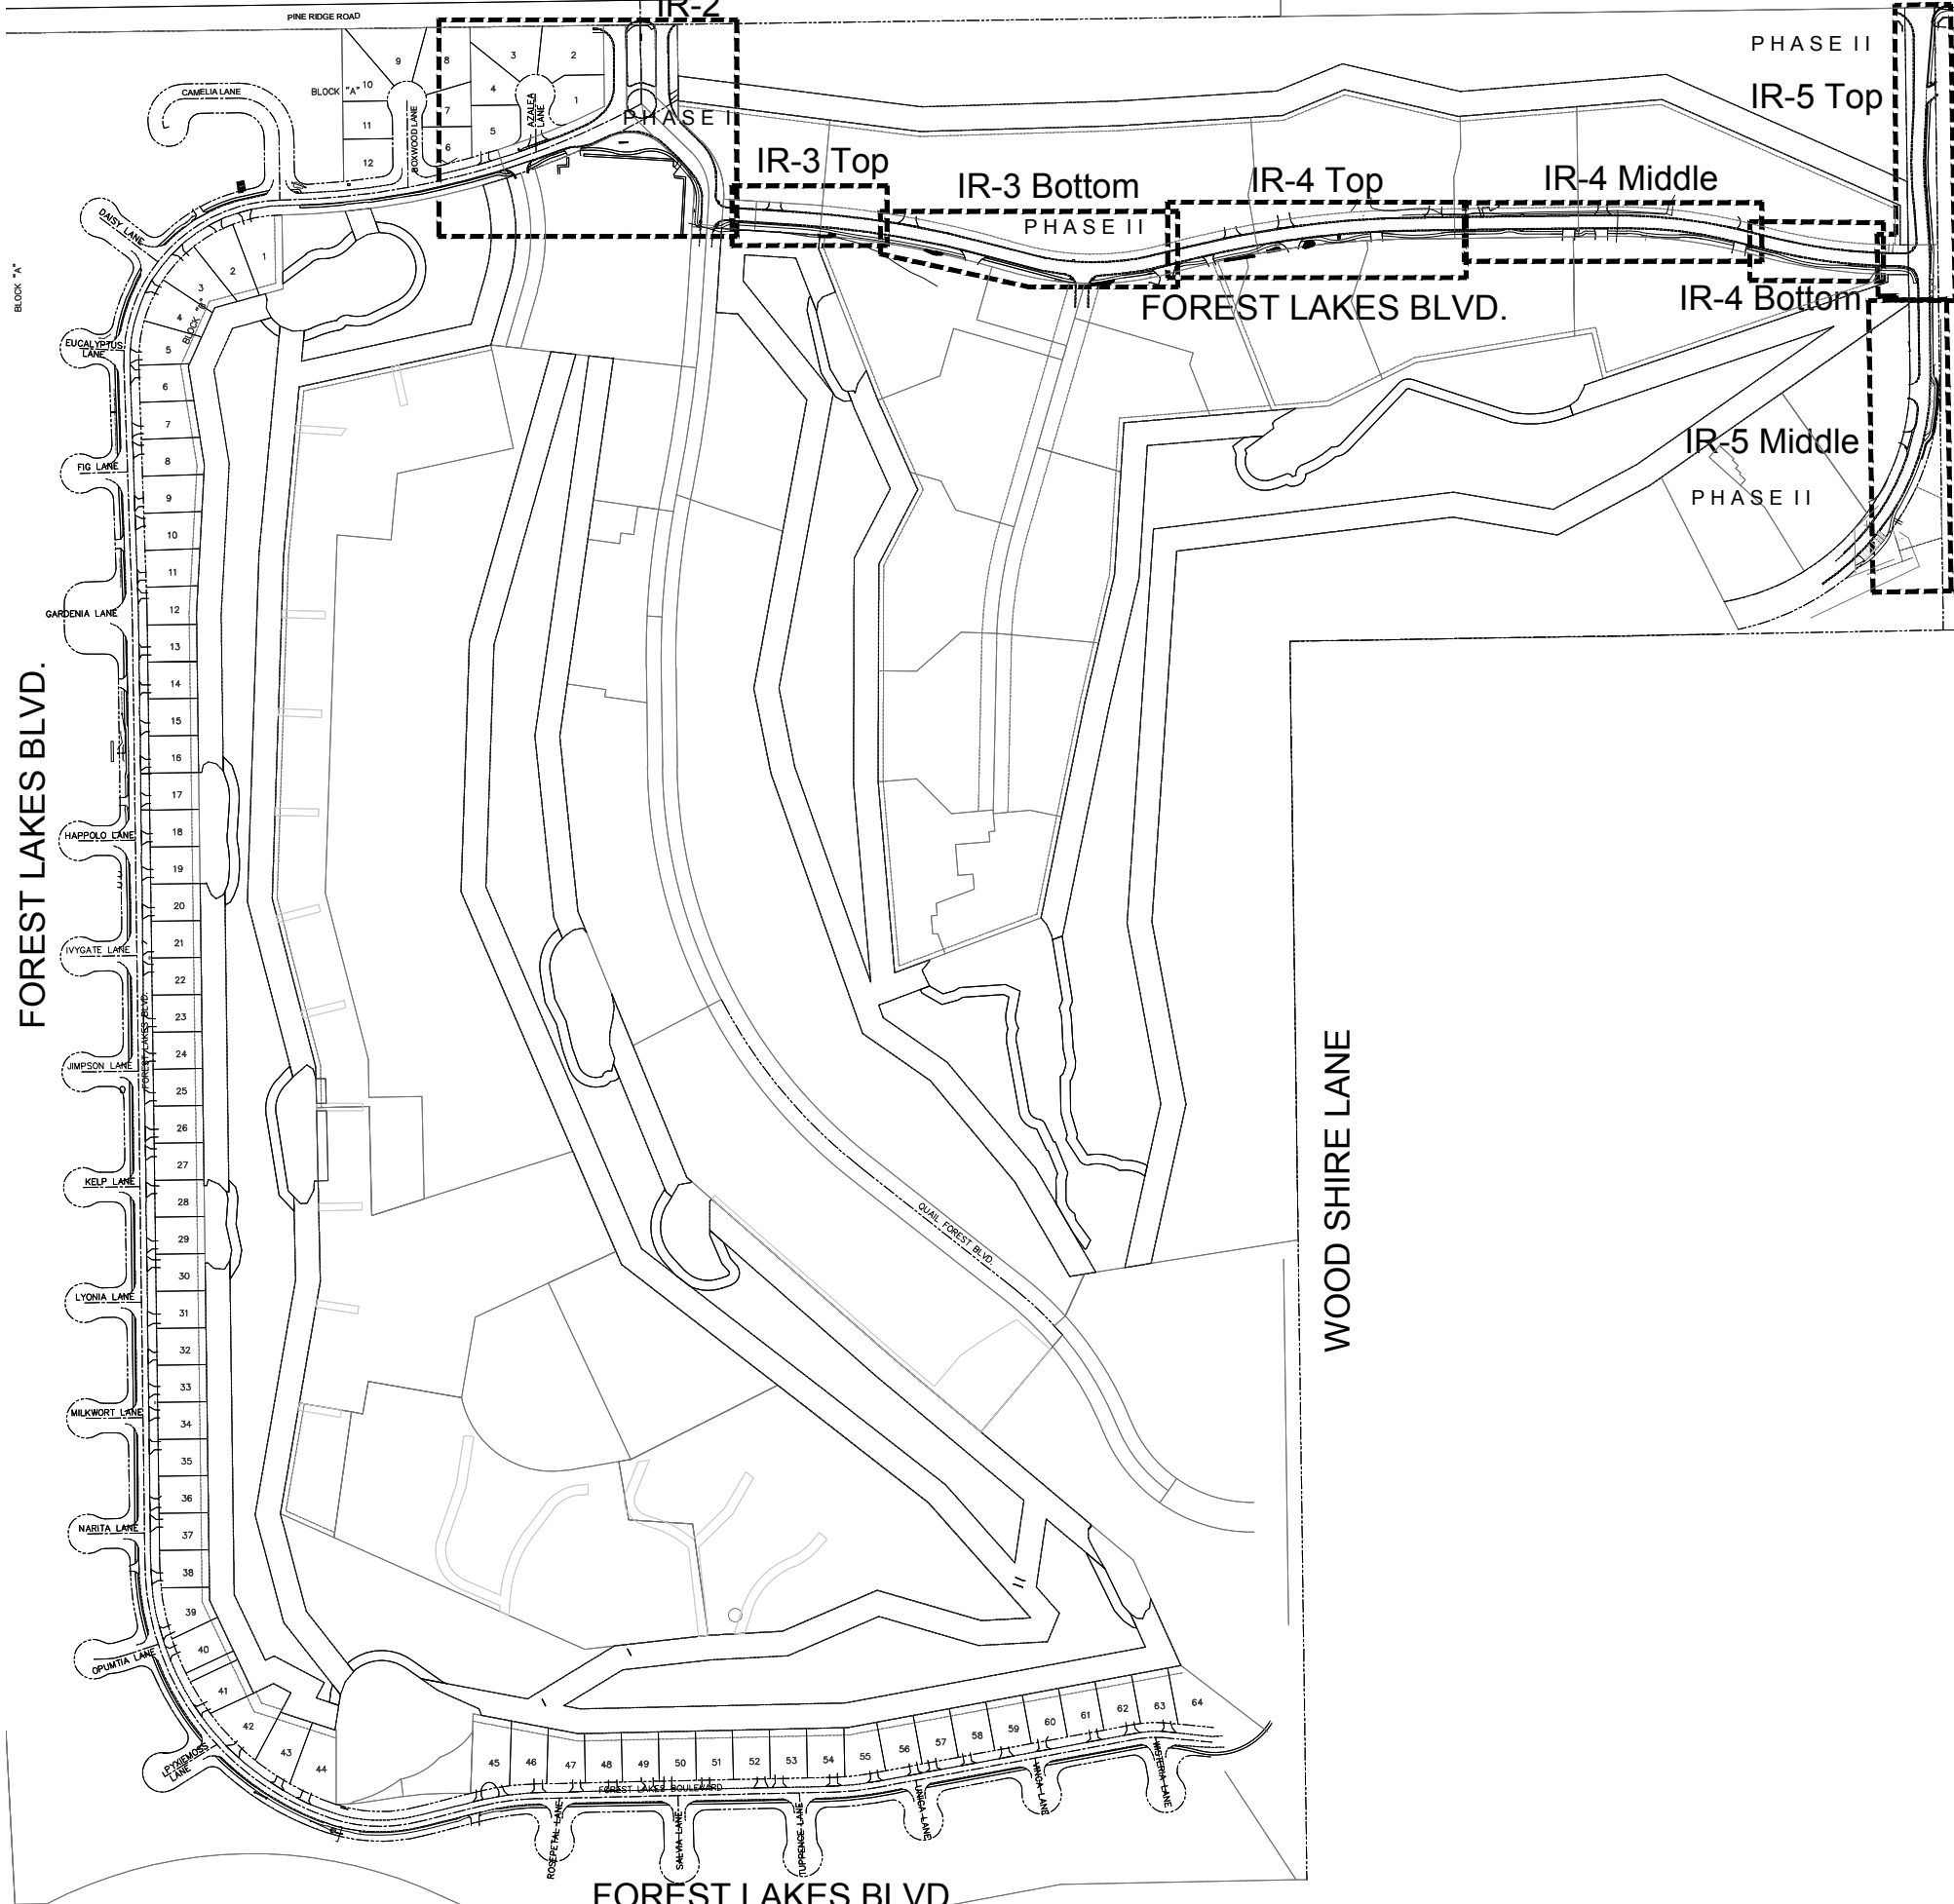 PINE RIDGE ROAD
IR-2
PHASE II
IR-5 Top
9
8
3
2
CAMELIA LANE
BLOCK "A"
10
4
1
AZALEA
LANE
PHASE I
7
11
5
BOXWOOD LANE
6
12
IR-3 Top
IR-3 Bottom
IR-4 Top
IR-4 Middle
PHASE II
DAISY LANE
BLOCK "A"
1
2
3
4
BLOCK "B"
FOREST LAKES BLVD.
IR-4 Bottom
EUCALYPTUS
LANE
5
6
7
IR-5 Middle
PHASE II
FIG LANE
8
9
10
11
GARDENIA LANE
12
13
14
15
16
17
HAPPOLO LANE
18
19
20
IVYGATE LANE
21
22
23
24
JIMPSON LANE
25
26
27
KELP LANE
28
29
30
LYONIA LANE
31
32
33
MILKWORT LANE
34
35
36
NARITA LANE
37
38
39
OPUMTIA LANE
40
41
42
43
44
FOREST LAKES BLVD.
FOREST LAKES BLVD.
QUAIL FOREST BLVD.
WOOD SHIRE LANE
45
46
47
48
49
50
51
52
53
54
55
56
57
58
59
60
61
62
63
64
FOREST LAKES BOULEVARD
ROSEPETAL LANE
SALVIA LANE
TUPPENCE LANE
UNICA LANE
VINCA LANE
WISTERIA LANE
FOREST LAKES BLVD